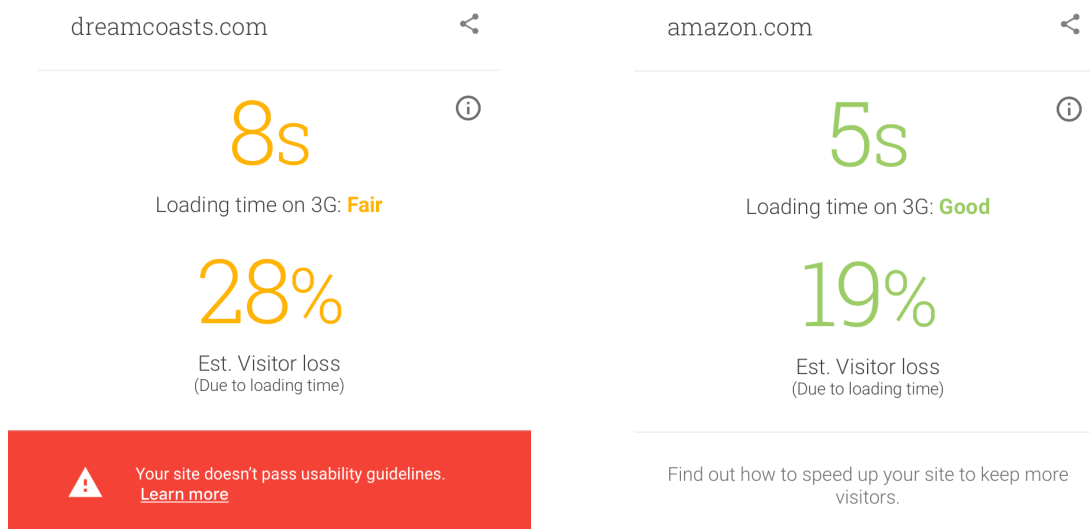 dreamcoasts.com
8s
Loading time on 3G: Fair
28%
Est. Visitor loss
(Due to loading time)
Your site doesn't pass usability guidelines.
Learn more
amazon.com
5s
Loading time on 3G: Good
19%
Est. Visitor loss
(Due to loading time)
Find out how to speed up your site to keep more
visitors.